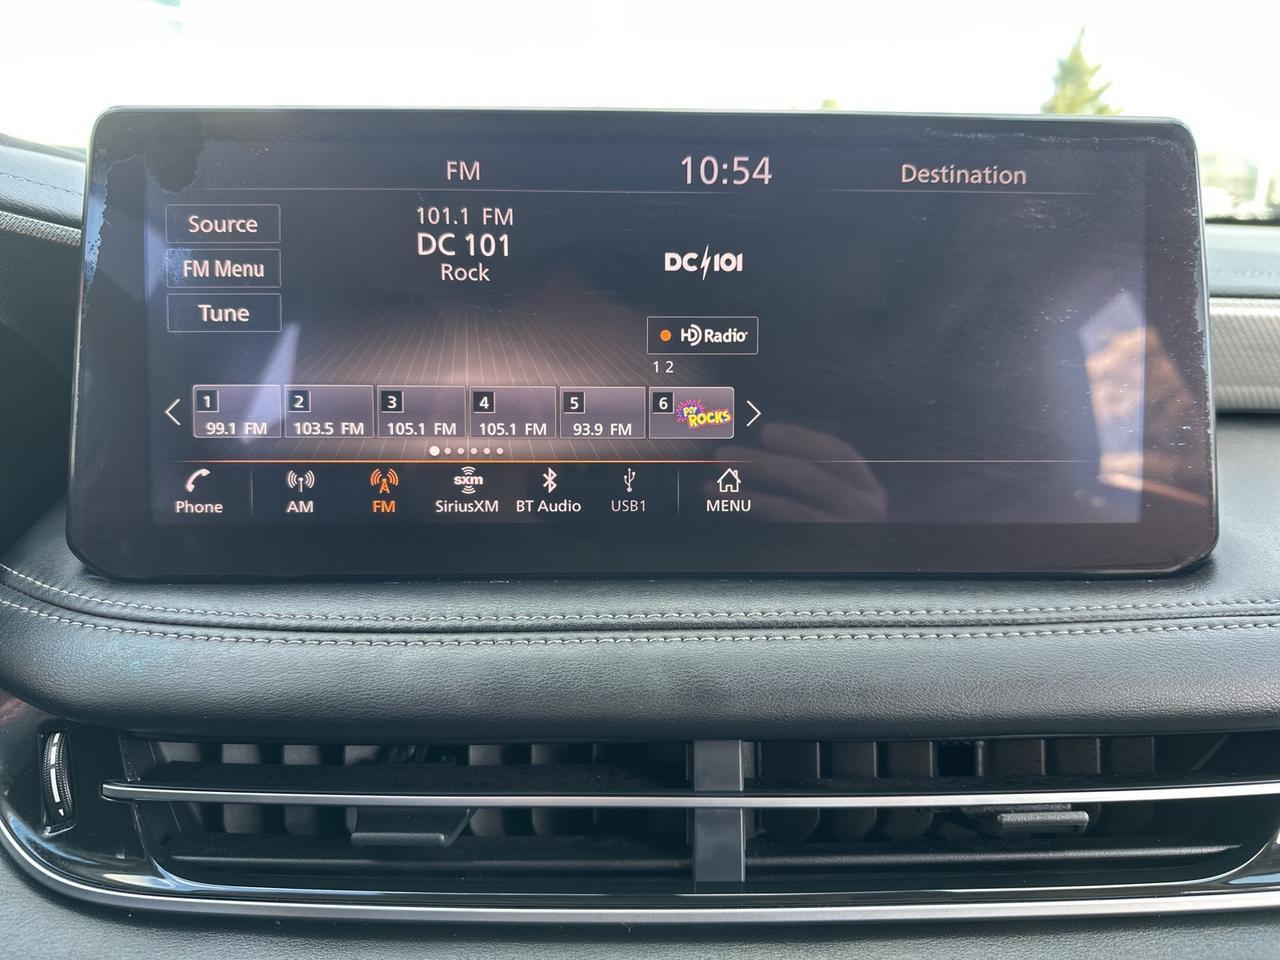 FM
10:54
Destination
Source
FM Menu
Tune
101.1 FM
DC 101
Rock
DC 101
HD Radio
1 2
1
99.1 FM
2
103.5 FM
3
105.1 FM
4
105.1 FM
5
93.9 FM
6
POP ROCKS
Phone
AM
FM
sxm
SiriusXM
BT Audio
USB1
MENU